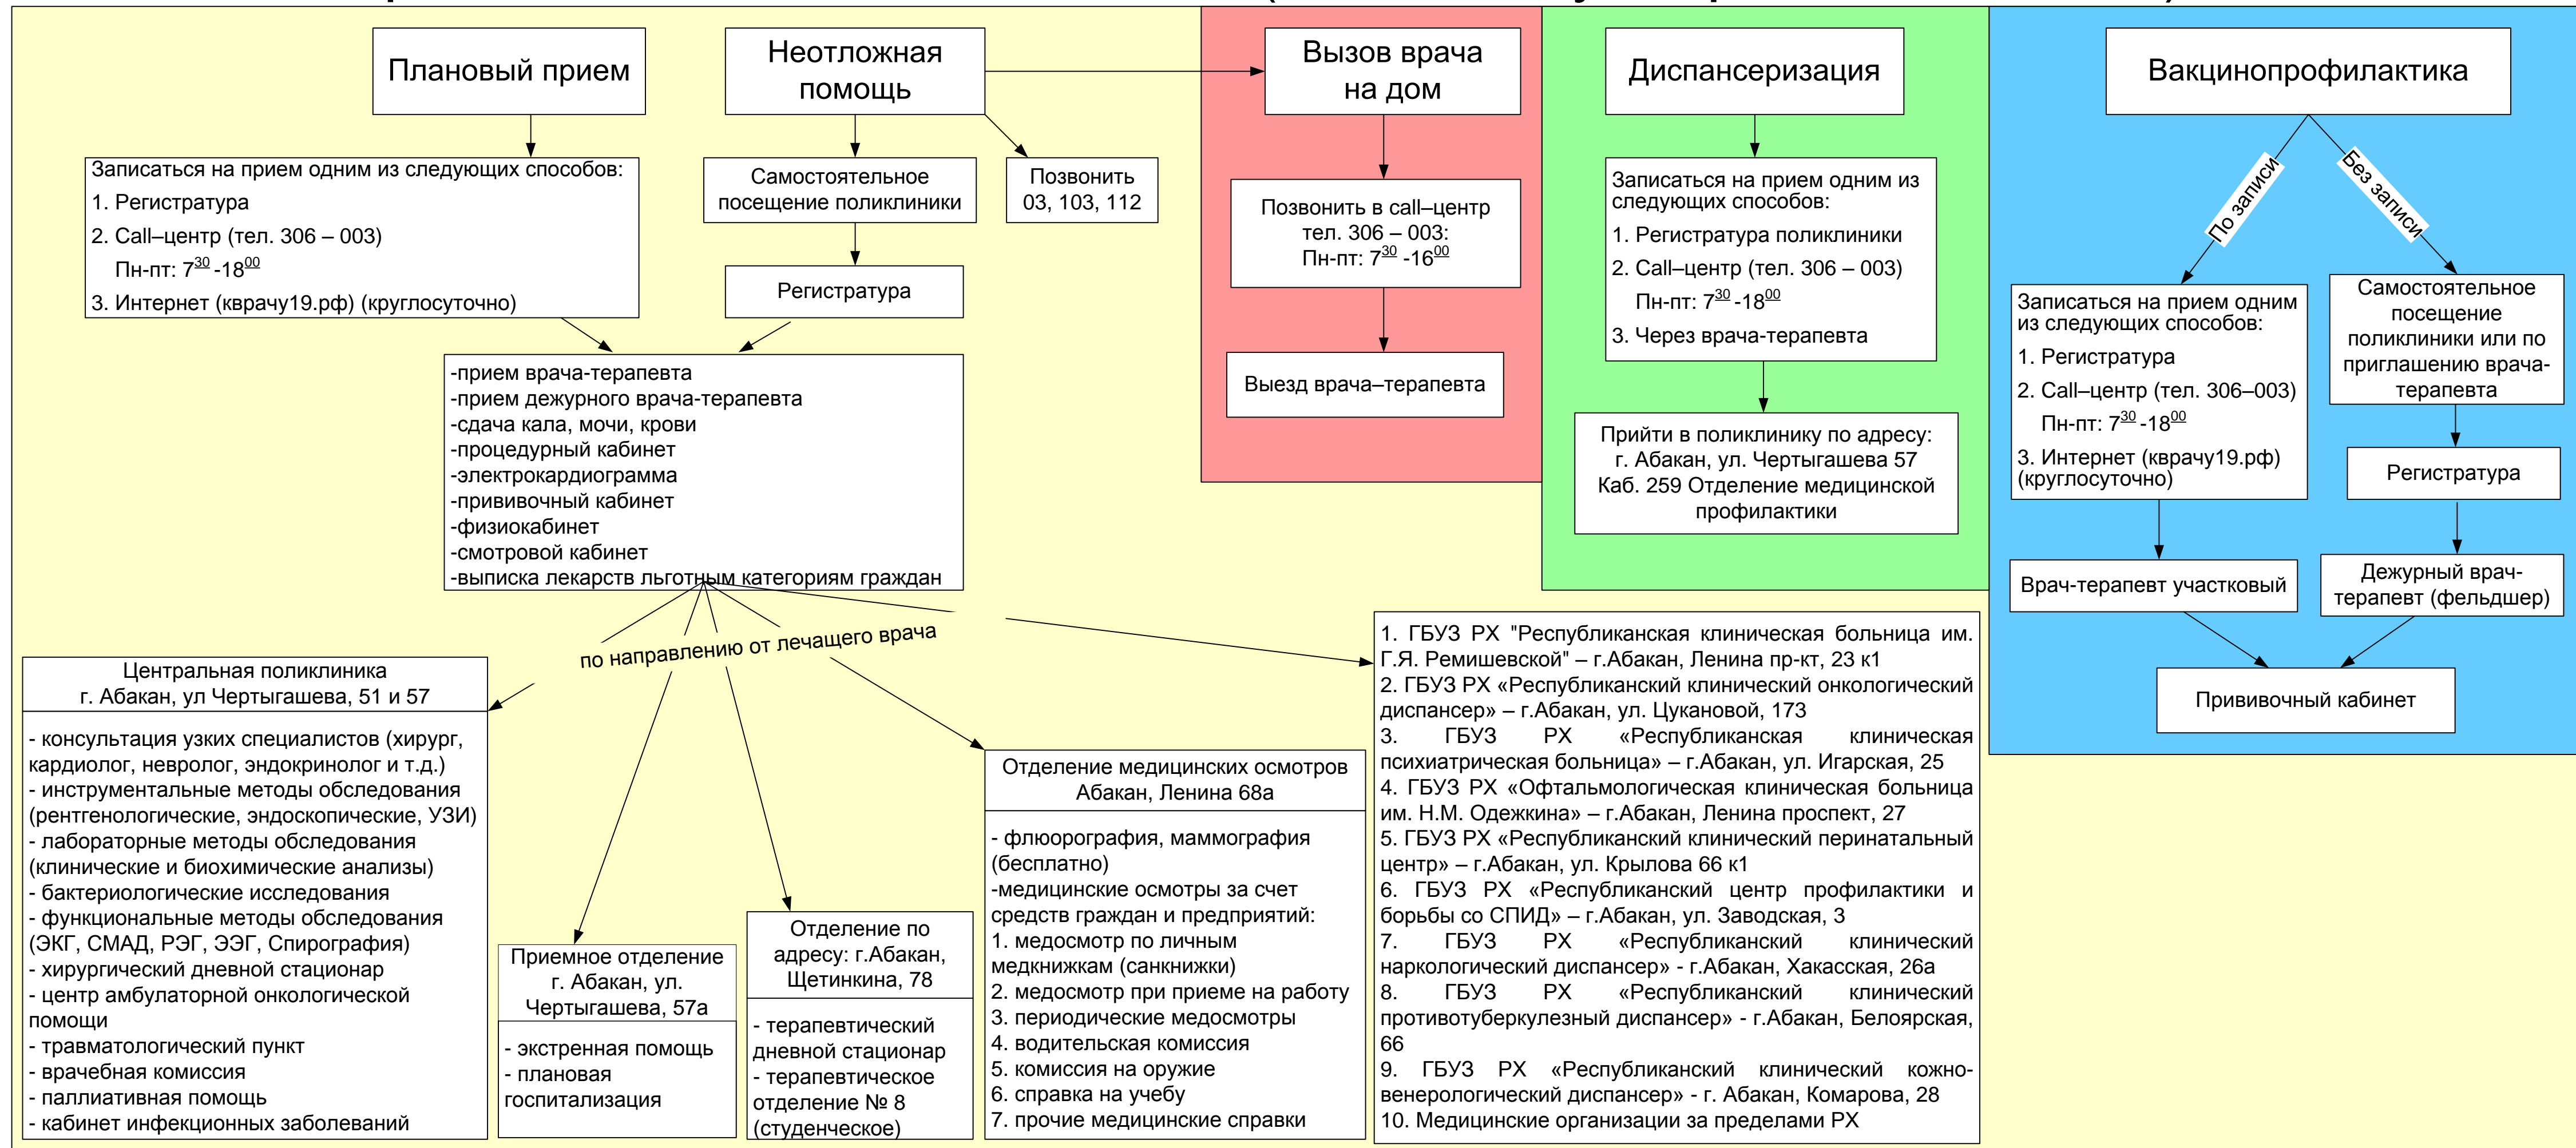 Плановый прием
Неотложная
помощь
Вызов врача
на дом
Диспансеризация
Вакцинопрофилактика
Записаться на прием одним из следующих способов:
1. Регистратура
2. Call–центр (тел. 306 – 003)
Пн-пт: 730 -1800
3. Интернет (кврачу19.рф) (круглосуточно)
Самостоятельное
посещение поликлиники
Позвонить
03, 103, 112
Регистратура
-прием врача-терапевта
-прием дежурного врача-терапевта
-сдача кала, мочи, крови
-процедурный кабинет
-электрокардиограмма
-прививочный кабинет
-физиокабинет
-смотровой кабинет
-выписка лекарств льготным категориям граждан
Позвонить в call–центр
тел. 306 – 003:
Пн-пт: 730 -1600
Выезд врача–терапевта
Записаться на прием одним из
следующих способов:
1. Регистратура поликлиники
2. Call–центр (тел. 306 – 003)
Пн-пт: 730 -1800
3. Через врача-терапевта
Прийти в поликлинику по адресу:
г. Абакан, ул. Чертыгашева 57
Каб. 259 Отделение медицинской
профилактики
По записи
Без записи
Записаться на прием одним
из следующих способов:
1. Регистратура
2. Call–центр (тел. 306–003)
Пн-пт: 730 -1800
3. Интернет (кврачу19.рф)
(круглосуточно)
Врач-терапевт участковый
Самостоятельное
посещение
поликлиники или по
приглашению врача-
терапевта
Регистратура
Дежурный врач-
терапевт (фельдшер)
Прививочный кабинет
по направлению от лечащего врача
Центральная поликлиника
г. Абакан, ул Чертыгашева, 51 и 57
- консультация узких специалистов (хирург,
кардиолог, невролог, эндокринолог и т.д.)
- инструментальные методы обследования
(рентгенологические, эндоскопические, УЗИ)
- лабораторные методы обследования
(клинические и биохимические анализы)
- бактериологические исследования
- функциональные методы обследования
(ЭКГ, СМАД, РЭГ, ЭЭГ, Спирография)
- хирургический дневной стационар
- центр амбулаторной онкологической
помощи
- травматологический пункт
- врачебная комиссия
- паллиативная помощь
- кабинет инфекционных заболеваний
Приемное отделение
г. Абакан, ул.
Чертыгашева, 57а
- экстренная помощь
- плановая
госпитализация
Отделение по
адресу: г.Абакан,
Щетинкина, 78
- терапевтический
дневной стационар
- терапевтическое
отделение № 8
(студенческое)
Отделение медицинских осмотров
Абакан, Ленина 68а
- флюорография, маммография
(бесплатно)
-медицинские осмотры за счет
средств граждан и предприятий:
1. медосмотр по личным
медкнижкам (санкнижки)
2. медосмотр при приеме на работу
3. периодические медосмотры
4. водительская комиссия
5. комиссия на оружие
6. справка на учебу
7. прочие медицинские справки
1. ГБУЗ РХ "Республиканская клиническая больница им.
Г.Я. Ремишевской" – г.Абакан, Ленина пр-кт, 23 к1
2. ГБУЗ РХ «Республиканский клинический онкологический
диспансер» – г.Абакан, ул. Цукановой, 173
3. ГБУЗ РХ «Республиканская клиническая
психиатрическая больница» – г.Абакан, ул. Игарская, 25
4. ГБУЗ РХ «Офтальмологическая клиническая больница
им. Н.М. Одежкина» – г.Абакан, Ленина проспект, 27
5. ГБУЗ РХ «Республиканский клинический перинатальный
центр» – г.Абакан, ул. Крылова 66 к1
6. ГБУЗ РХ «Республиканский центр профилактики и
борьбы со СПИД» – г.Абакан, ул. Заводская, 3
7. ГБУЗ РХ «Республиканский клинический
наркологический диспансер» - г.Абакан, Хакасская, 26а
8. ГБУЗ РХ «Республиканский клинический
противотуберкулезный диспансер» - г.Абакан, Белоярская,
66
9. ГБУЗ РХ «Республиканский клинический кожно-
венерологический диспансер» - г. Абакан, Комарова, 28
10. Медицинские организации за пределами РХ